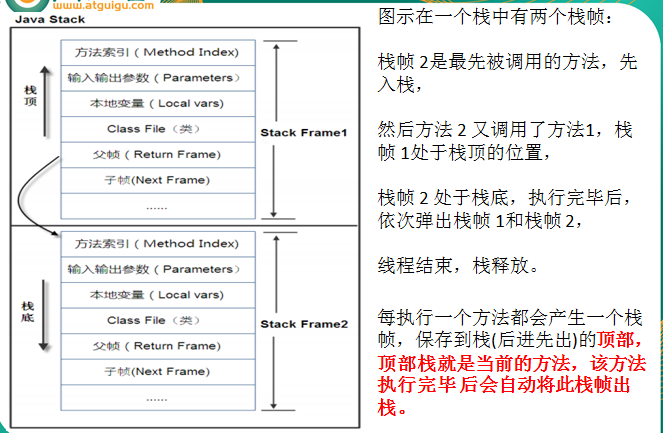 www.atguigu.com
Java Stack
方法索引（Method Index)
输入输出参数（Parameters）
本地变量（Local vars)
Class File（类）
父帧（Return Frame)
子帧(Next Frame)
......
栈顶
Stack Frame1
方法索引（Method Index)
输入输出参数（Parameters）
本地变量（Local vars)
Class File（类）
父帧（Return Frame)
子帧(Next Frame)
......
栈底
Stack Frame2
图示在一个栈中有两个栈帧：
栈帧 2是最先被调用的方法，先
入栈，
然后方法 2 又调用了方法1，栈
帧 1处于栈顶的位置，
栈帧 2 处于栈底，执行完毕后，
依次弹出栈帧 1和栈帧 2，
线程结束，栈释放。
每执行一个方法都会产生一个栈
帧，保存到栈(后进先出)的顶部，
顶部栈就是当前的方法，该方法
执行完毕 后会自动将此栈帧出
栈。